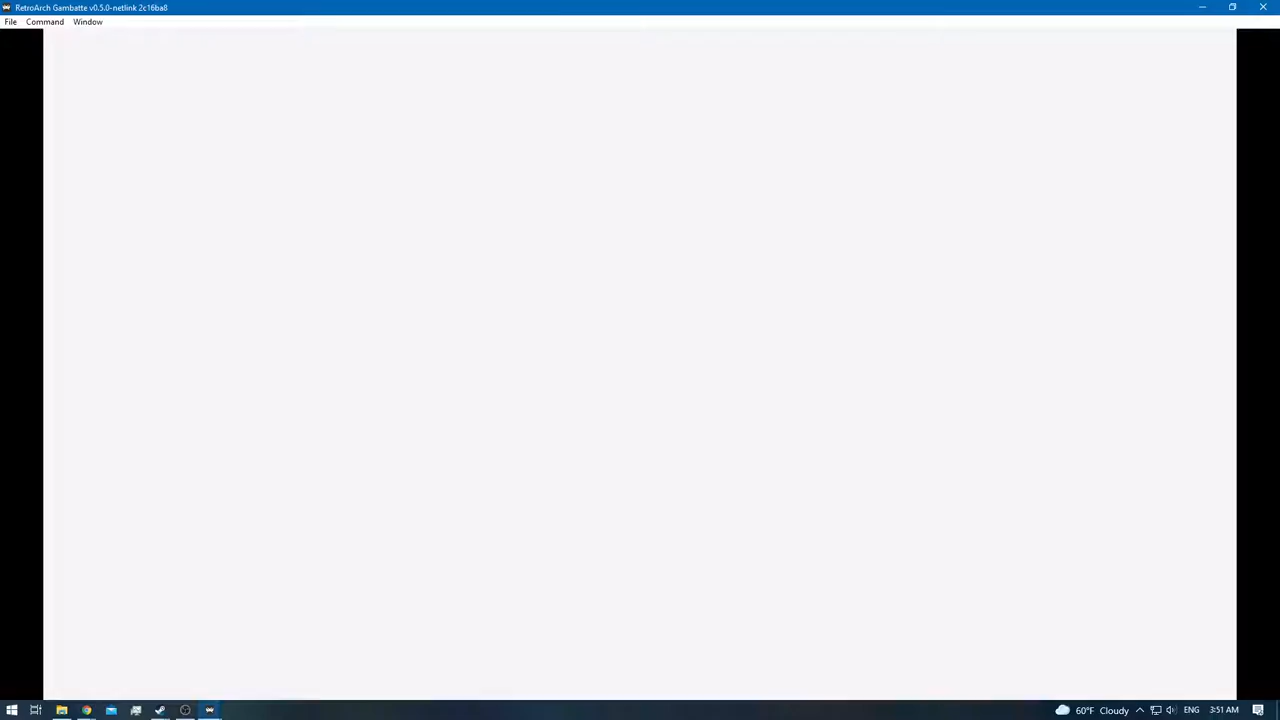 RetroArch Gambatte v0.5.0-netlink 2c16ba8
File Command Window
60°F Cloudy ENG 3:51 AM